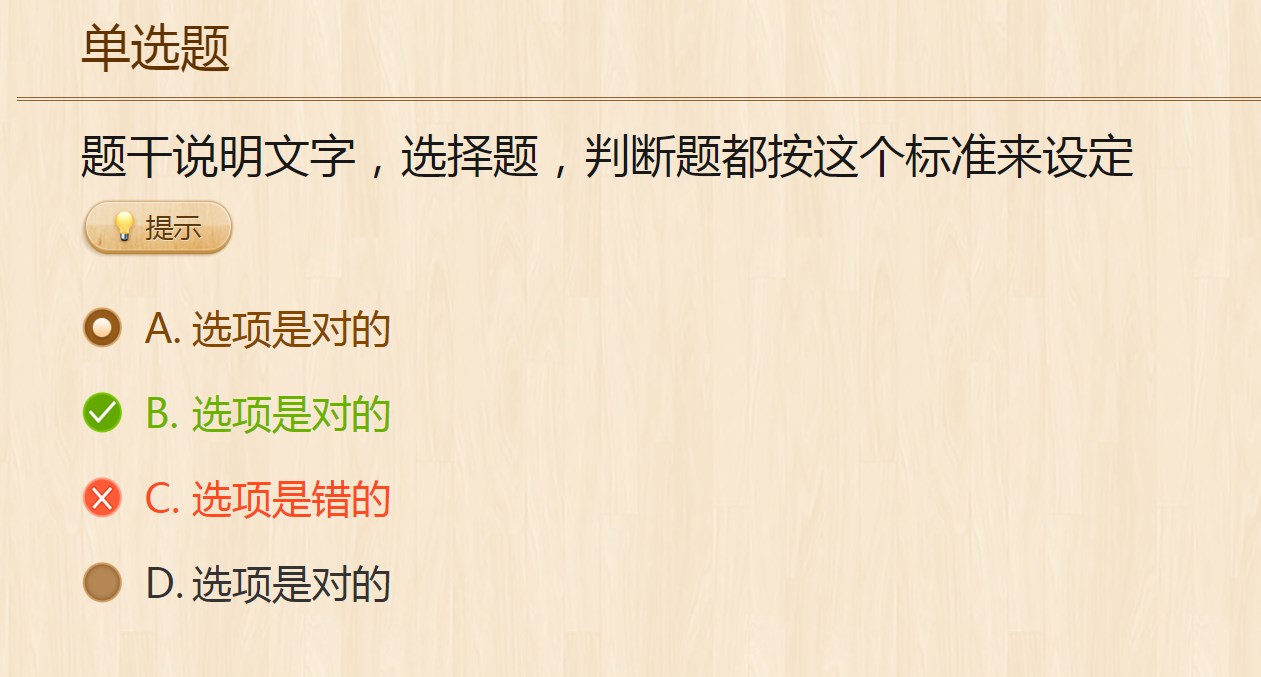 单选题
题干说明文字，选择题，判断题都按这个标准来设定
提示
A. 选项是对的
B. 选项是对的
C. 选项是错的
D. 选项是对的